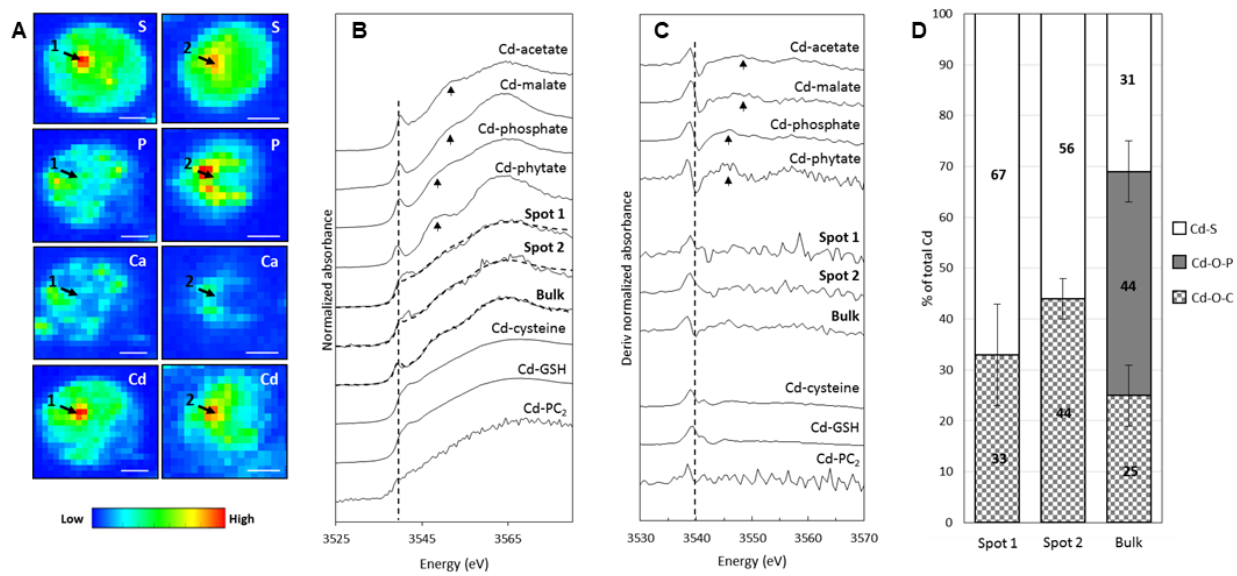 A
S
1
S
2
P
1
P
2
Ca
1
Ca
2
Cd
1
Cd
2
Low High
B
Normalized absorbance
Cd-acetate
Cd-malate
Cd-phosphate
Cd-phytate
Spot 1
Spot 2
Bulk
Cd-cysteine
Cd-GSH
Cd-PC₂
3525 3545 3565
Energy (eV)
C
Deriv normalized absorbance
Cd-acetate
Cd-malate
Cd-phosphate
Cd-phytate
Spot 1
Spot 2
Bulk
Cd-cysteine
Cd-GSH
Cd-PC₂
3530 3540 3550 3560 3570
Energy (eV)
D
% of total Cd
100
90
80
70
60
50
40
30
20
10
0
67
33
56
44
31
44
25
Spot 1 Spot 2 Bulk
Cd-S
Cd-O-P
Cd-O-C